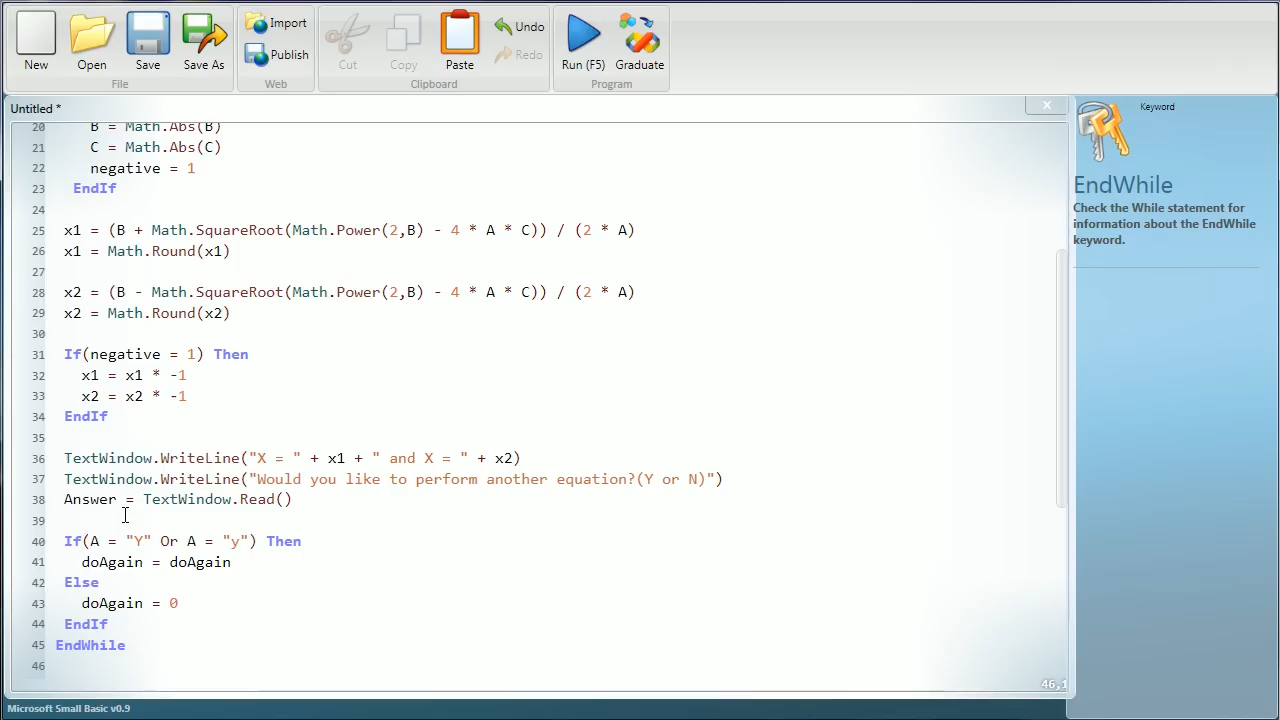 New
Open
Save
Save As
File
Import
Publish
Web
Cut
Copy
Paste
Undo
Redo
Clipboard
Run (F5)
Graduate
Program
Untitled *
20 B = Math.Abs(B)
21 C = Math.Abs(C)
22 negative = 1
23 EndIf
24
25 x1 = (B + Math.SquareRoot(Math.Power(2,B) - 4 * A * C)) / (2 * A)
26 x1 = Math.Round(x1)
27
28 x2 = (B - Math.SquareRoot(Math.Power(2,B) - 4 * A * C)) / (2 * A)
29 x2 = Math.Round(x2)
30
31 If(negative = 1) Then
32 x1 = x1 * -1
33 x2 = x2 * -1
34 EndIf
35
36 TextWindow.WriteLine("X = " + x1 + " and X = " + x2)
37 TextWindow.WriteLine("Would you like to perform another equation?(Y or N)")
38 Answer = TextWindow.Read()
39
40 If(A = "Y" Or A = "y") Then
41 doAgain = doAgain
42 Else
43 doAgain = 0
44 EndIf
45 EndWhile
46
46,1
Keyword
EndWhile
Check the While statement for
information about the EndWhile
keyword.
Microsoft Small Basic v0.9